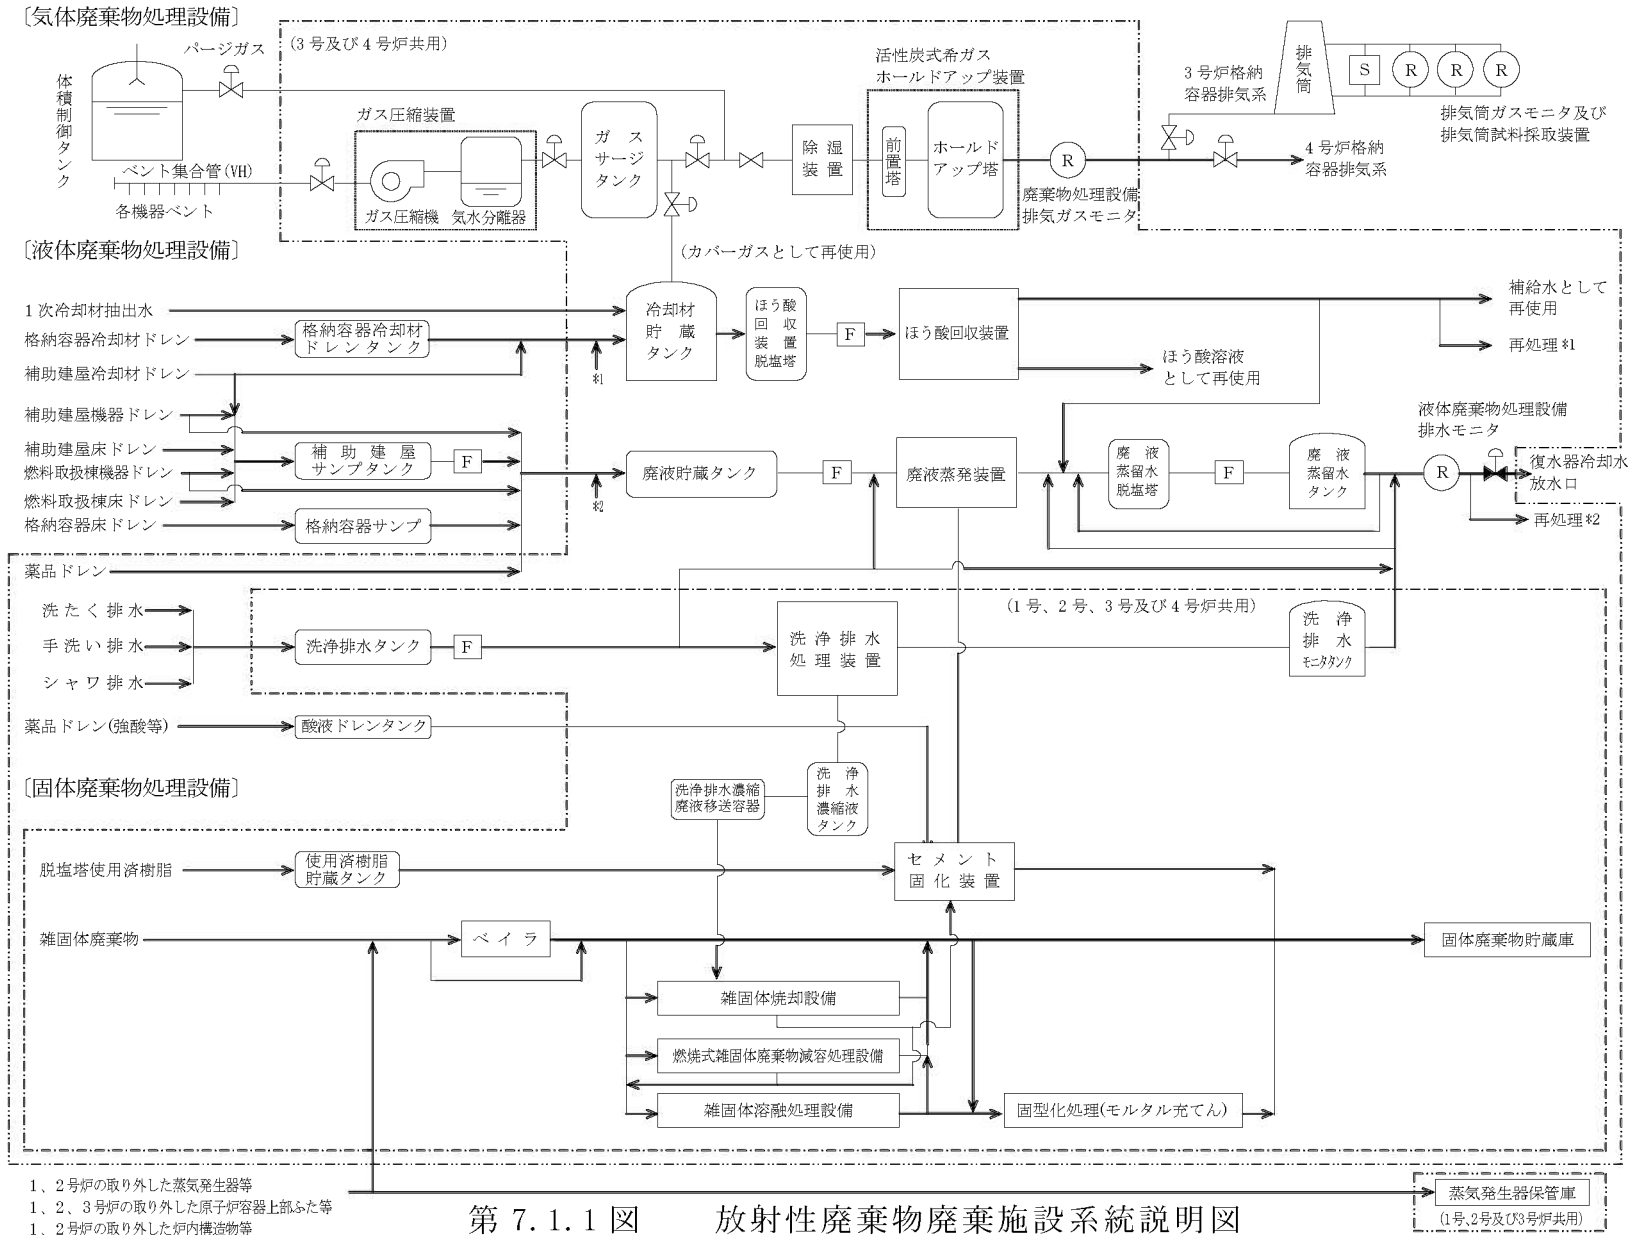 〔気体廃棄物処理設備〕
パージガス
(3号及び4号炉共用)
体積制御タンク
ガス圧縮装置
ガス
サージ
タンク
活性炭式希ガス
ホールドアップ装置
除湿
装置
前置塔
ホールド
アップ塔
R
3号炉格納
容器排気系
排気筒
S
R
R
R
排気筒ガスモニタ及び
排気筒試料採取装置
4号炉格納
容器排気系
ベント集合管(VH)
各機器ベント
ガス圧縮機
気水分離器
廃棄物処理設備
排気ガスモニタ
(カバーガスとして再使用)
〔液体廃棄物処理設備〕
1次冷却材抽出水
格納容器冷却材ドレン
格納容器冷却材
ドレンタンク
補助建屋冷却材ドレン
※1
冷却材
貯蔵
タンク
ほう酸
回収
装置
脱塩塔
F
ほう酸回収装置
補給水として
再使用
再処理※1
ほう酸溶液
として再使用
補助建屋機器ドレン
補助建屋床ドレン
燃料取扱棟機器ドレン
燃料取扱棟床ドレン
格納容器床ドレン
補助建屋
サンプタンク
F
格納容器サンプ
※2
廃液貯蔵タンク
F
廃液蒸発装置
廃液
蒸留水
脱塩塔
F
廃液
蒸留水
タンク
液体廃棄物処理設備
排水モニタ
R
復水器冷却水
放水口
再処理※2
薬品ドレン
洗たく排水
手洗い排水
シャワ排水
洗浄排水タンク
F
(1号、2号、3号及び4号炉共用)
洗浄排水
処理装置
洗浄
排水
モニタタンク
薬品ドレン(強酸等)
酸液ドレンタンク
〔固体廃棄物処理設備〕
洗浄排水濃縮
廃液移送容器
洗浄
排水
濃縮液
タンク
脱塩塔使用済樹脂
使用済樹脂
貯蔵タンク
セメント
固化装置
雑固体廃棄物
ベイラ
固体廃棄物貯蔵庫
雑固体焼却設備
燃焼式雑固体廃棄物減容処理設備
雑固体溶融処理設備
固型化処理(モルタル充てん)
1、2号炉の取り外した蒸気発生器等
1、2、3号炉の取り外した原子炉容器上部ふた等
1、2号炉の取り外した炉内構造物等
蒸気発生器保管庫
(1号、2号及び3号炉共用)
第7.1.1図 放射性廃棄物廃棄施設系統説明図